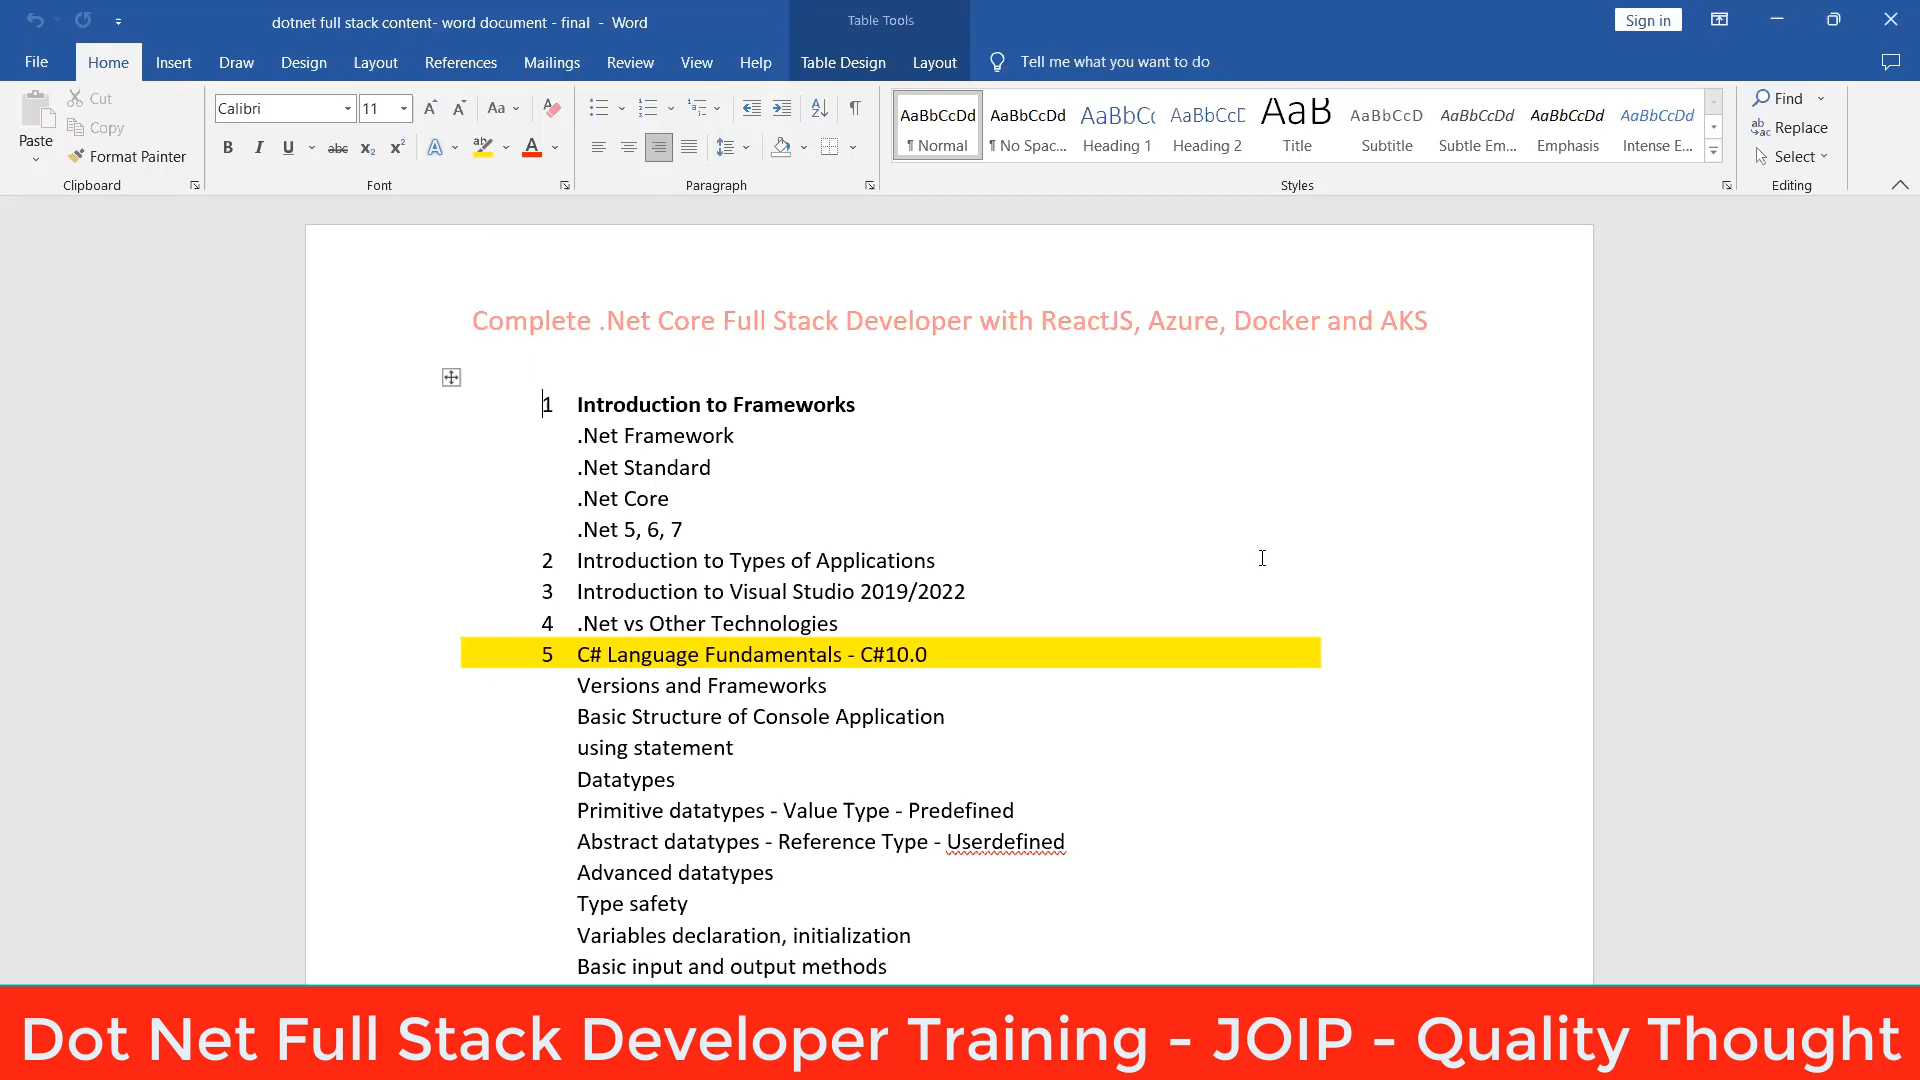 dotnet full stack content- word document - final - Word
Table Tools
Sign in
File Home Insert Draw Design Layout References Mailings Review View Help Table Design Layout Tell me what you want to do
Paste
Cut
Copy
Format Painter
Clipboard
Calibri 11 Aa
B I U abc x₂ x² A ab A
Font
Paragraph
AaBbCcDd AaBbCcDd AaBbCc AaBbCcD AaB AaBbCcD AaBbCcDd AaBbCcDd AaBbCcDd
¶ Normal ¶ No Spac... Heading 1 Heading 2 Title Subtitle Subtle Em... Emphasis Intense E...
Styles
Find
Replace
Select
Editing
Complete .Net Core Full Stack Developer with ReactJS, Azure, Docker and AKS
1 Introduction to Frameworks
.Net Framework
.Net Standard
.Net Core
.Net 5, 6, 7
2 Introduction to Types of Applications
3 Introduction to Visual Studio 2019/2022
4 .Net vs Other Technologies
5 C# Language Fundamentals - C#10.0
Versions and Frameworks
Basic Structure of Console Application
using statement
Datatypes
Primitive datatypes - Value Type - Predefined
Abstract datatypes - Reference Type - Userdefined
Advanced datatypes
Type safety
Variables declaration, initialization
Basic input and output methods
Dot Net Full Stack Developer Training - JOIP - Quality Thought